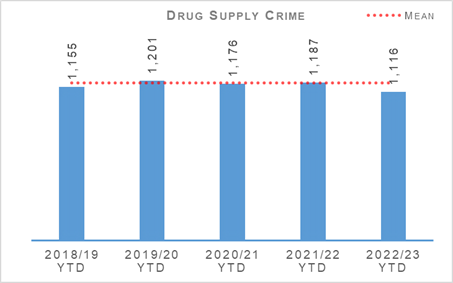 DRUG SUPPLY CRIME
MEAN
1,155
1,201
1,176
1,187
1,116
2018/19 2019/20 2020/21 2021/22 2022/23
YTD YTD YTD YTD YTD